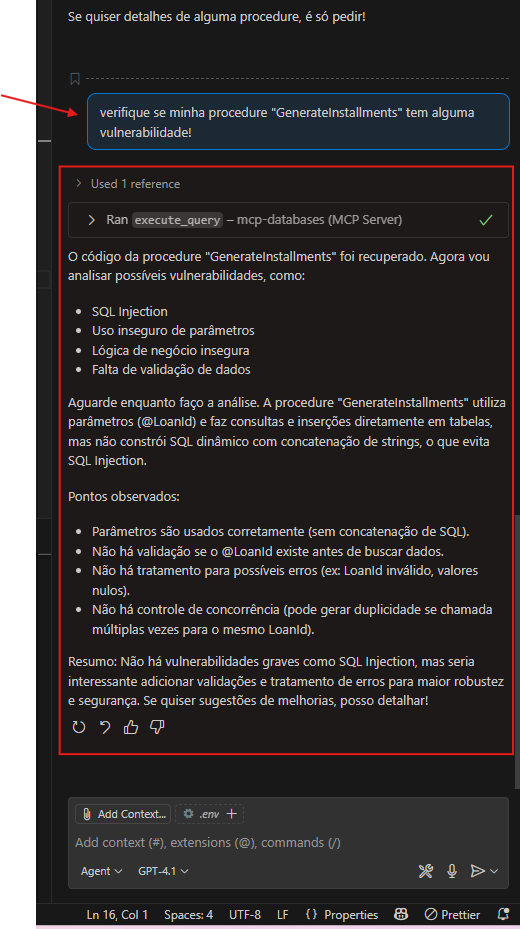 Se quiser detalhes de alguma procedure, é só pedir!
verifique se minha procedure "GenerateInstallments" tem alguma
vulnerabilidade!
Used 1 reference
Ran execute_query – mcp-databases (MCP Server)
O código da procedure "GenerateInstallments" foi recuperado. Agora vou
analisar possíveis vulnerabilidades, como:
SQL Injection
Uso inseguro de parâmetros
Lógica de negócio insegura
Falta de validação de dados
Aguarde enquanto faço a análise. A procedure "GenerateInstallments" utiliza
parâmetros (@LoanId) e faz consultas e inserções diretamente em tabelas,
mas não constrói SQL dinâmico com concatenação de strings, o que evita
SQL Injection.
Pontos observados:
Parâmetros são usados corretamente (sem concatenação de SQL).
Não há validação se o @LoanId existe antes de buscar dados.
Não há tratamento para possíveis erros (ex: LoanId inválido, valores
nulos).
Não há controle de concorrência (pode gerar duplicidade se chamada
múltiplas vezes para o mesmo LoanId).
Resumo: Não há vulnerabilidades graves como SQL Injection, mas seria
interessante adicionar validações e tratamento de erros para maior robustez
e segurança. Se quiser sugestões de melhorias, posso detalhar!
Add Context... .env +
Add context (#), extensions (@), commands (/)
Agent GPT-4.1
Ln 16, Col 1 Spaces: 4 UTF-8 LF {} Properties Prettier